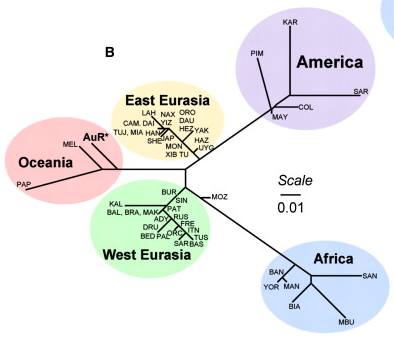 B
KAR
PIM
America
SAR
COL
MAY
East Eurasia
LAH NAX ORO
CAM, DAI YIZ DAU
TUJ, MIA HAN HEZ YAK
SHE JAP HAZ
MON UYG
XIB TU
AuR*
MEL
Oceania
PAP
Scale
0.01
BUR
SIN
MOZ
KAL
PAT
BAL, BRA, MAK
ADY RUS
FRE
DRU ORC ITN
BED PAL TUS
SAR BAS
West Eurasia
Africa
BAN
SAN
YOR MAN
BIA
MBU